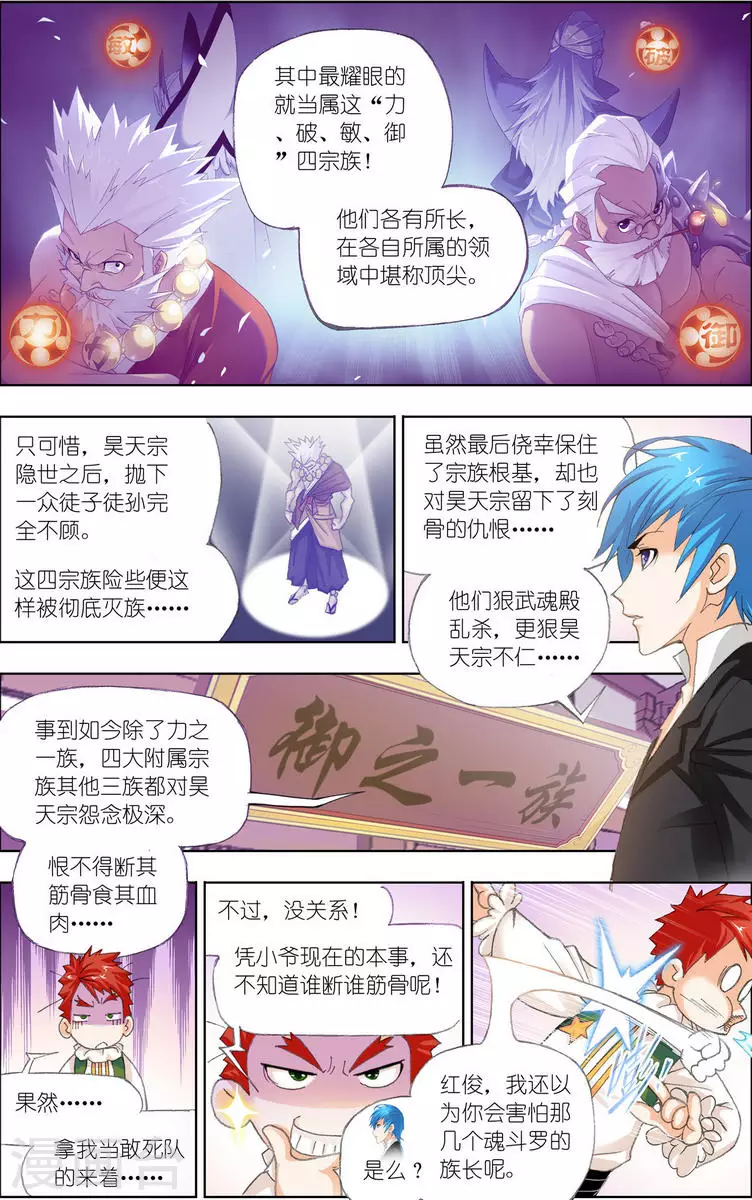 敏
破
其中最耀眼的
就当属这“力
、破、敏、御
”四宗族！
他们各有所长，
在各自所属的领
域中堪称顶尖。
力
御
只可惜，昊天宗
隐世之后，抛下
一众徒子徒孙完
全不顾。
这四宗族险些便这
样被彻底灭族……
虽然最后侥幸保住
了宗族根基，却也
对昊天宗留下了刻
骨的仇恨……
他们狠武魂殿
乱杀，更狠昊
天宗不仁……
事到如今除了力之
一族，四大附属宗
族其他三族都对昊
天宗怨念极深。
恨不得断其
筋骨食其血
肉……
御之一族
果然……
拿我当敢死队
的来着……
不过，没关系！
凭小爷现在的本事，还
不知道谁断谁筋骨呢！
是么？
红俊，我还以
为你会害怕那
几个魂斗罗的
族长呢。